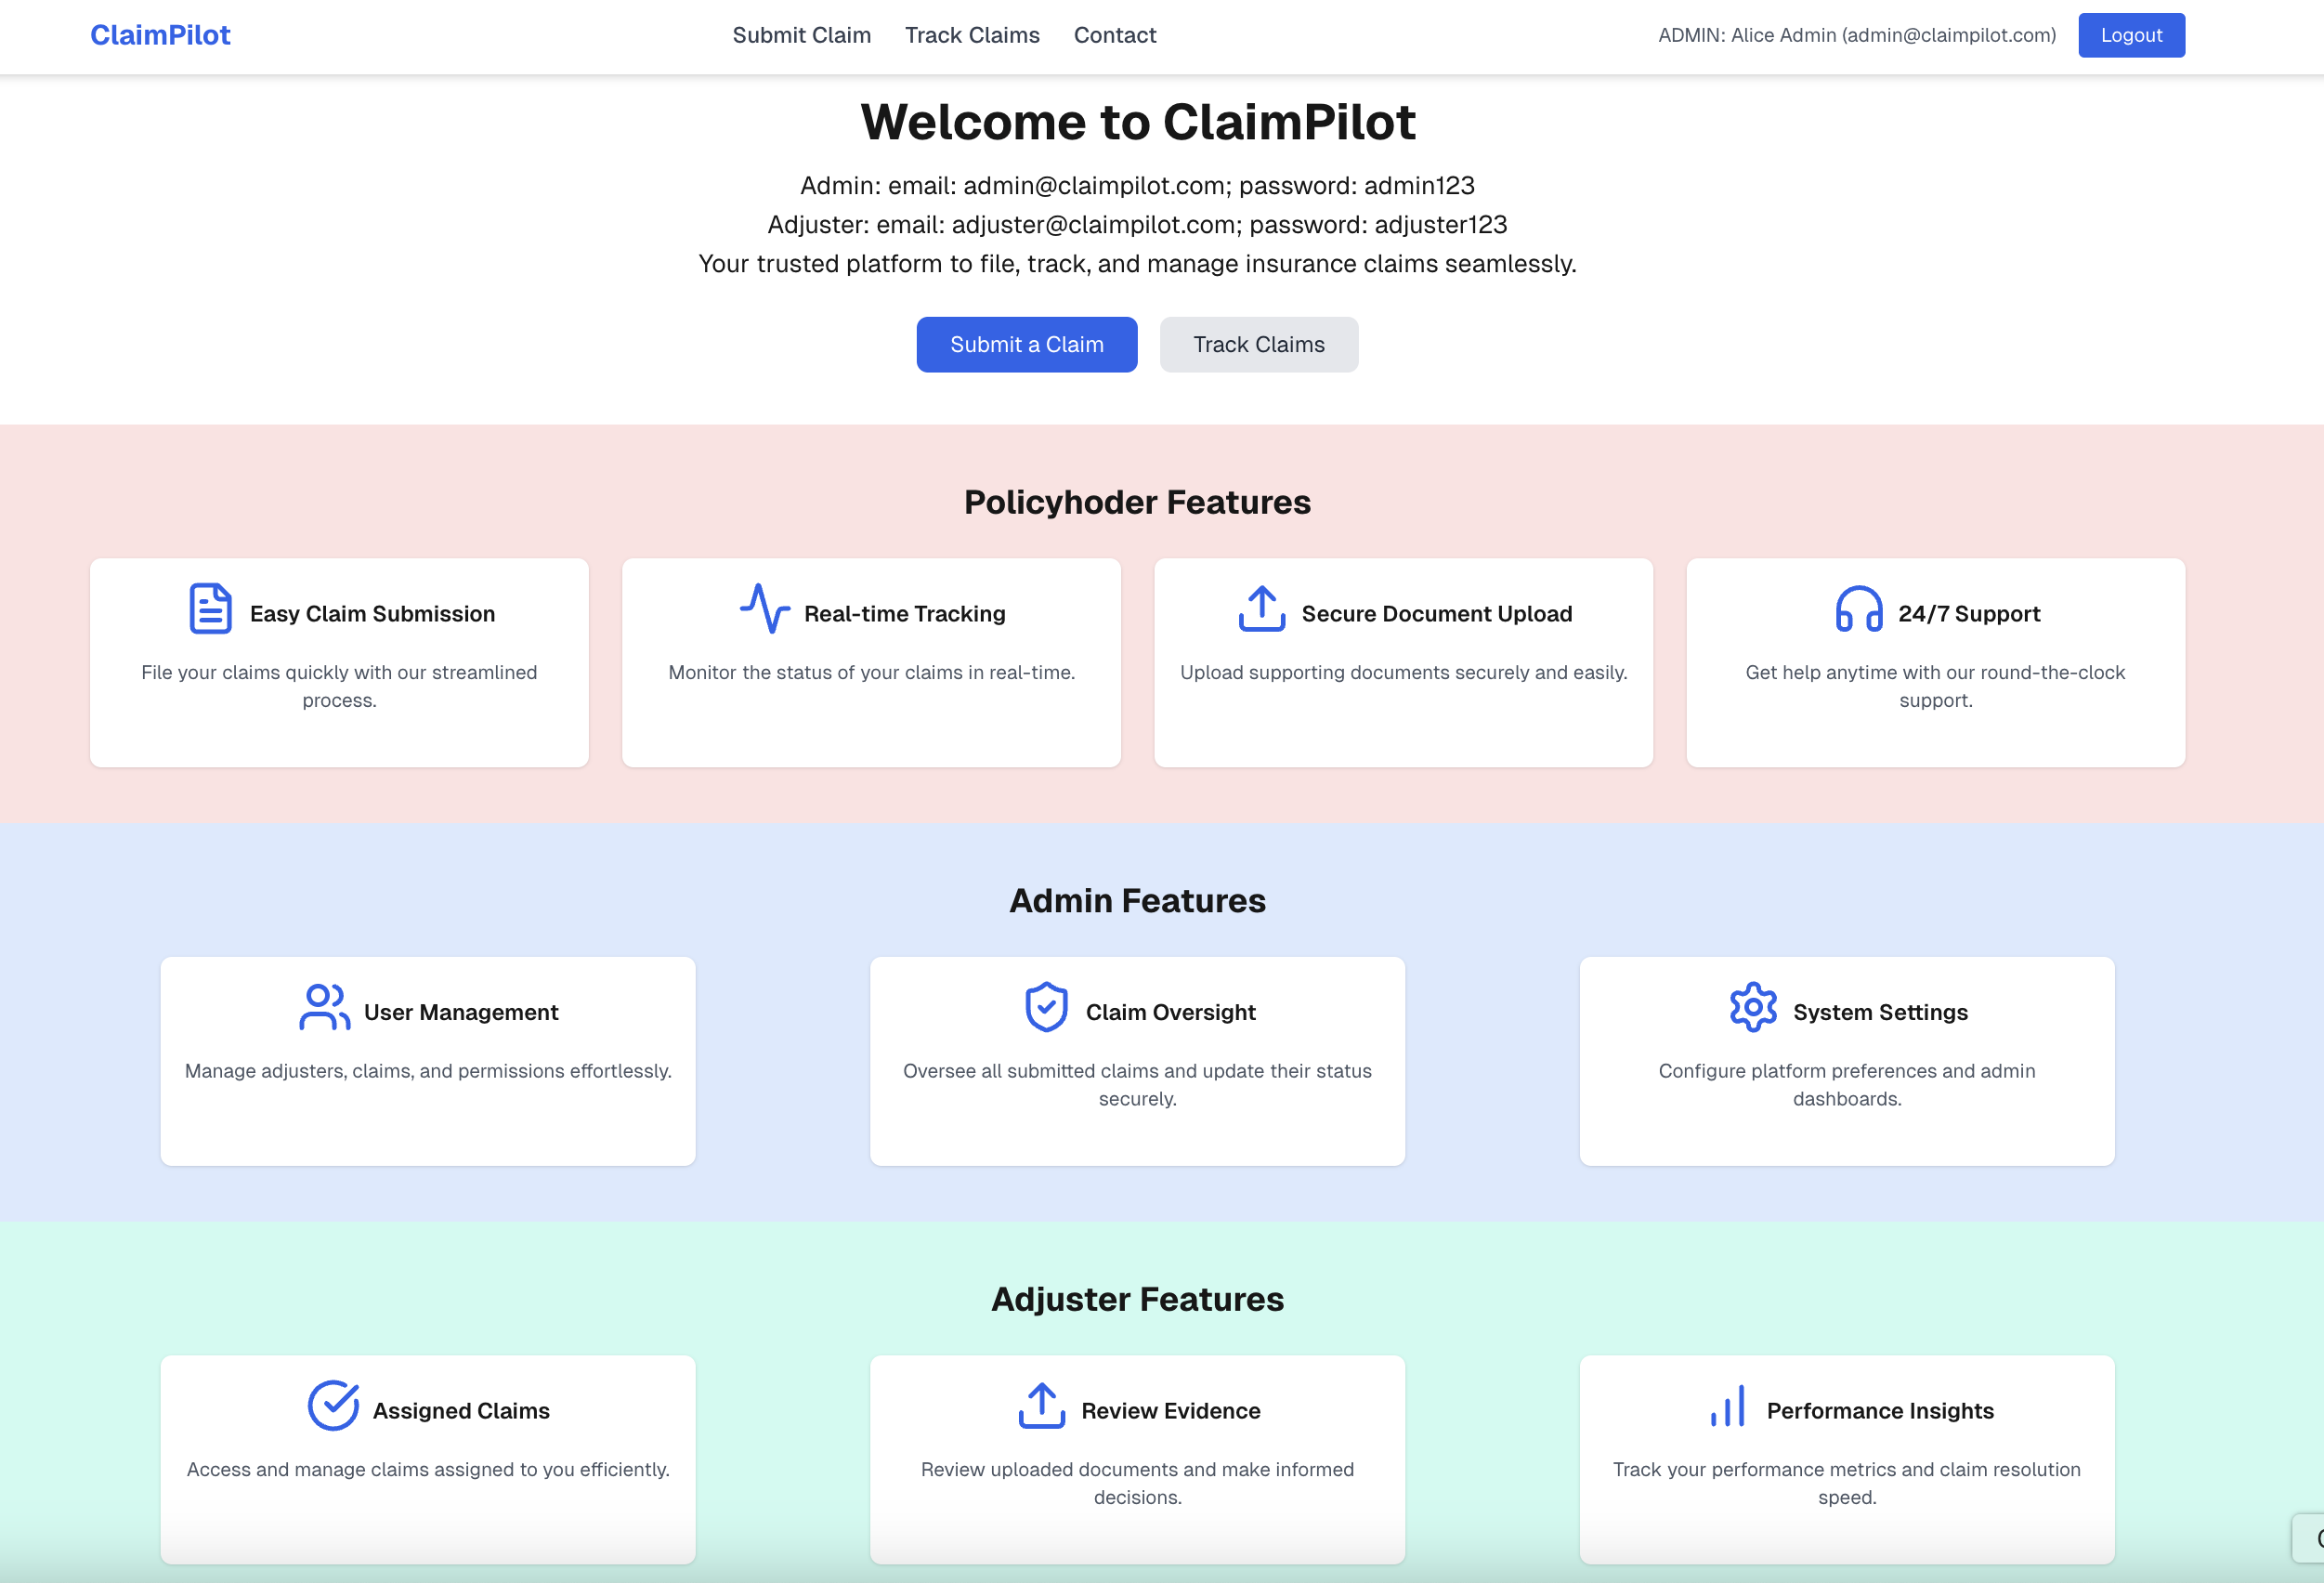 ClaimPilot
Submit Claim
Track Claims
Contact
ADMIN: Alice Admin (admin@claimpilot.com)
Logout
Welcome to ClaimPilot
Admin: email: admin@claimpilot.com; password: admin123
Adjuster: email: adjuster@claimpilot.com; password: adjuster123
Your trusted platform to file, track, and manage insurance claims seamlessly.
Submit a Claim
Track Claims
Policyhoder Features
Easy Claim Submission
File your claims quickly with our streamlined
process.
Real-time Tracking
Monitor the status of your claims in real-time.
Secure Document Upload
Upload supporting documents securely and easily.
24/7 Support
Get help anytime with our round-the-clock
support.
Admin Features
User Management
Manage adjusters, claims, and permissions effortlessly.
Claim Oversight
Oversee all submitted claims and update their status
securely.
System Settings
Configure platform preferences and admin
dashboards.
Adjuster Features
Assigned Claims
Access and manage claims assigned to you efficiently.
Review Evidence
Review uploaded documents and make informed
decisions.
Performance Insights
Track your performance metrics and claim resolution
speed.